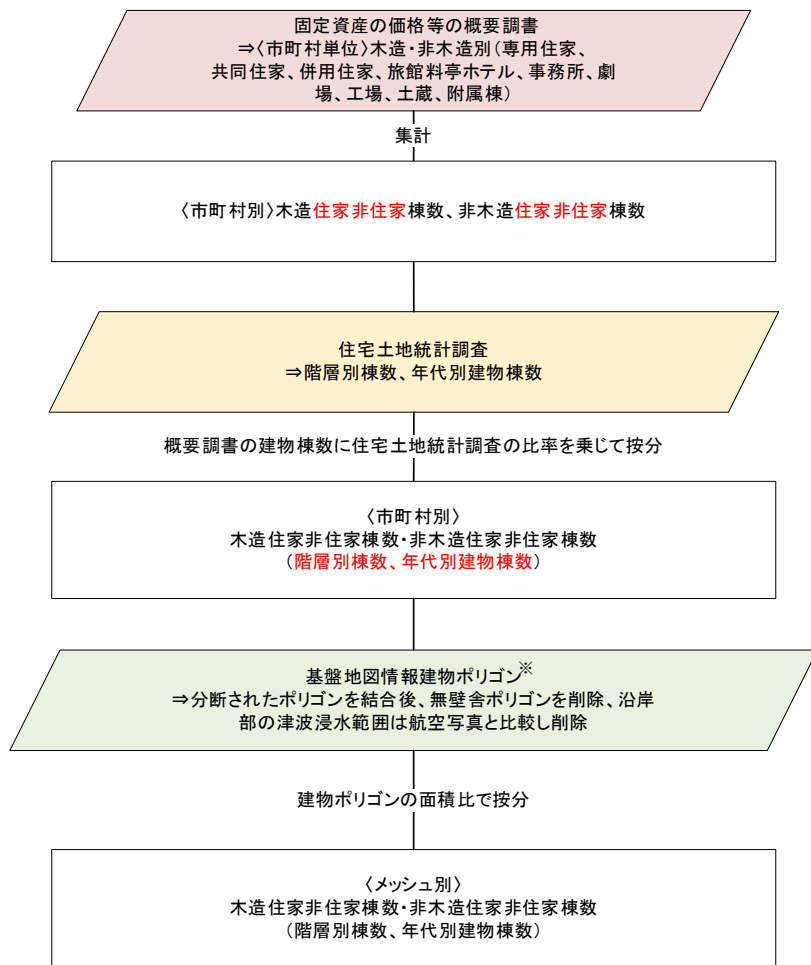 固定資産の価格等の概要調書
⇒〈市町村単位〉木造・非木造別(専用住家、
共同住家、併用住家、旅館料亭ホテル、事務所、劇
場、工場、土蔵、附属棟)
集計
〈市町村別〉木造住家非住家棟数、非木造住家非住家棟数
住宅土地統計調査
⇒階層別棟数、年代別建物棟数
概要調書の建物棟数に住宅土地統計調査の比率を乗じて按分
〈市町村別〉
木造住家非住家棟数・非木造住家非住家棟数
(階層別棟数、年代別建物棟数)
基盤地図情報建物ポリゴン※
⇒分断されたポリゴンを結合後、無壁舎ポリゴンを削除、沿岸
部の津波浸水範囲は航空写真と比較し削除
建物ポリゴンの面積比で按分
〈メッシュ別〉
木造住家非住家棟数・非木造住家非住家棟数
(階層別棟数、年代別建物棟数)